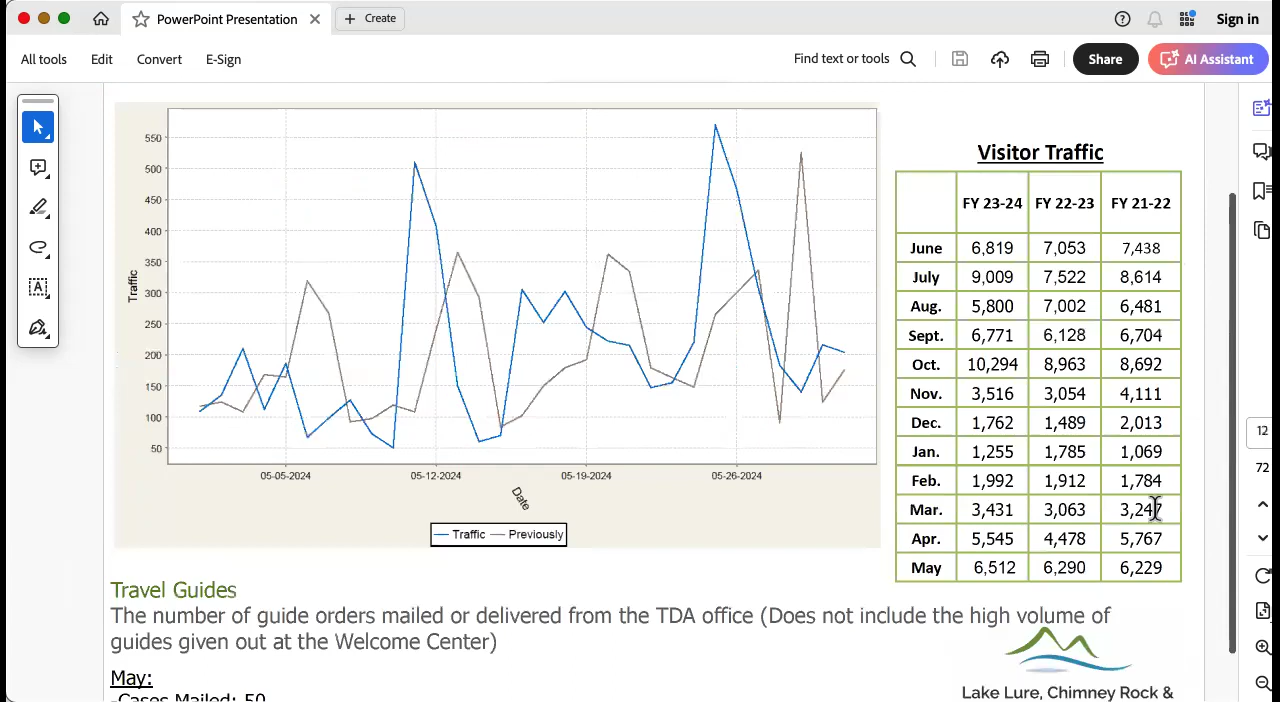 PowerPoint Presentation
Create
Sign in
All tools
Edit
Convert
E-Sign
Find text or tools
Share
AI Assistant
550
500
450
400
350
300
250
200
150
100
50
Traffic
05-05-2024
05-12-2024
05-19-2024
05-26-2024
Date
Traffic
Previously
Visitor Traffic
FY 23-24 FY 22-23 FY 21-22
June 6,819 7,053 7,438
July 9,009 7,522 8,614
Aug. 5,800 7,002 6,481
Sept. 6,771 6,128 6,704
Oct. 10,294 8,963 8,692
Nov. 3,516 3,054 4,111
Dec. 1,762 1,489 2,013
Jan. 1,255 1,785 1,069
Feb. 1,992 1,912 1,784
Mar. 3,431 3,063 3,247
Apr. 5,545 4,478 5,767
May 6,512 6,290 6,229
12
72
Travel Guides
The number of guide orders mailed or delivered from the TDA office (Does not include the high volume of
guides given out at the Welcome Center)
May:
-Cases Mailed: 50
Lake Lure, Chimney Rock &